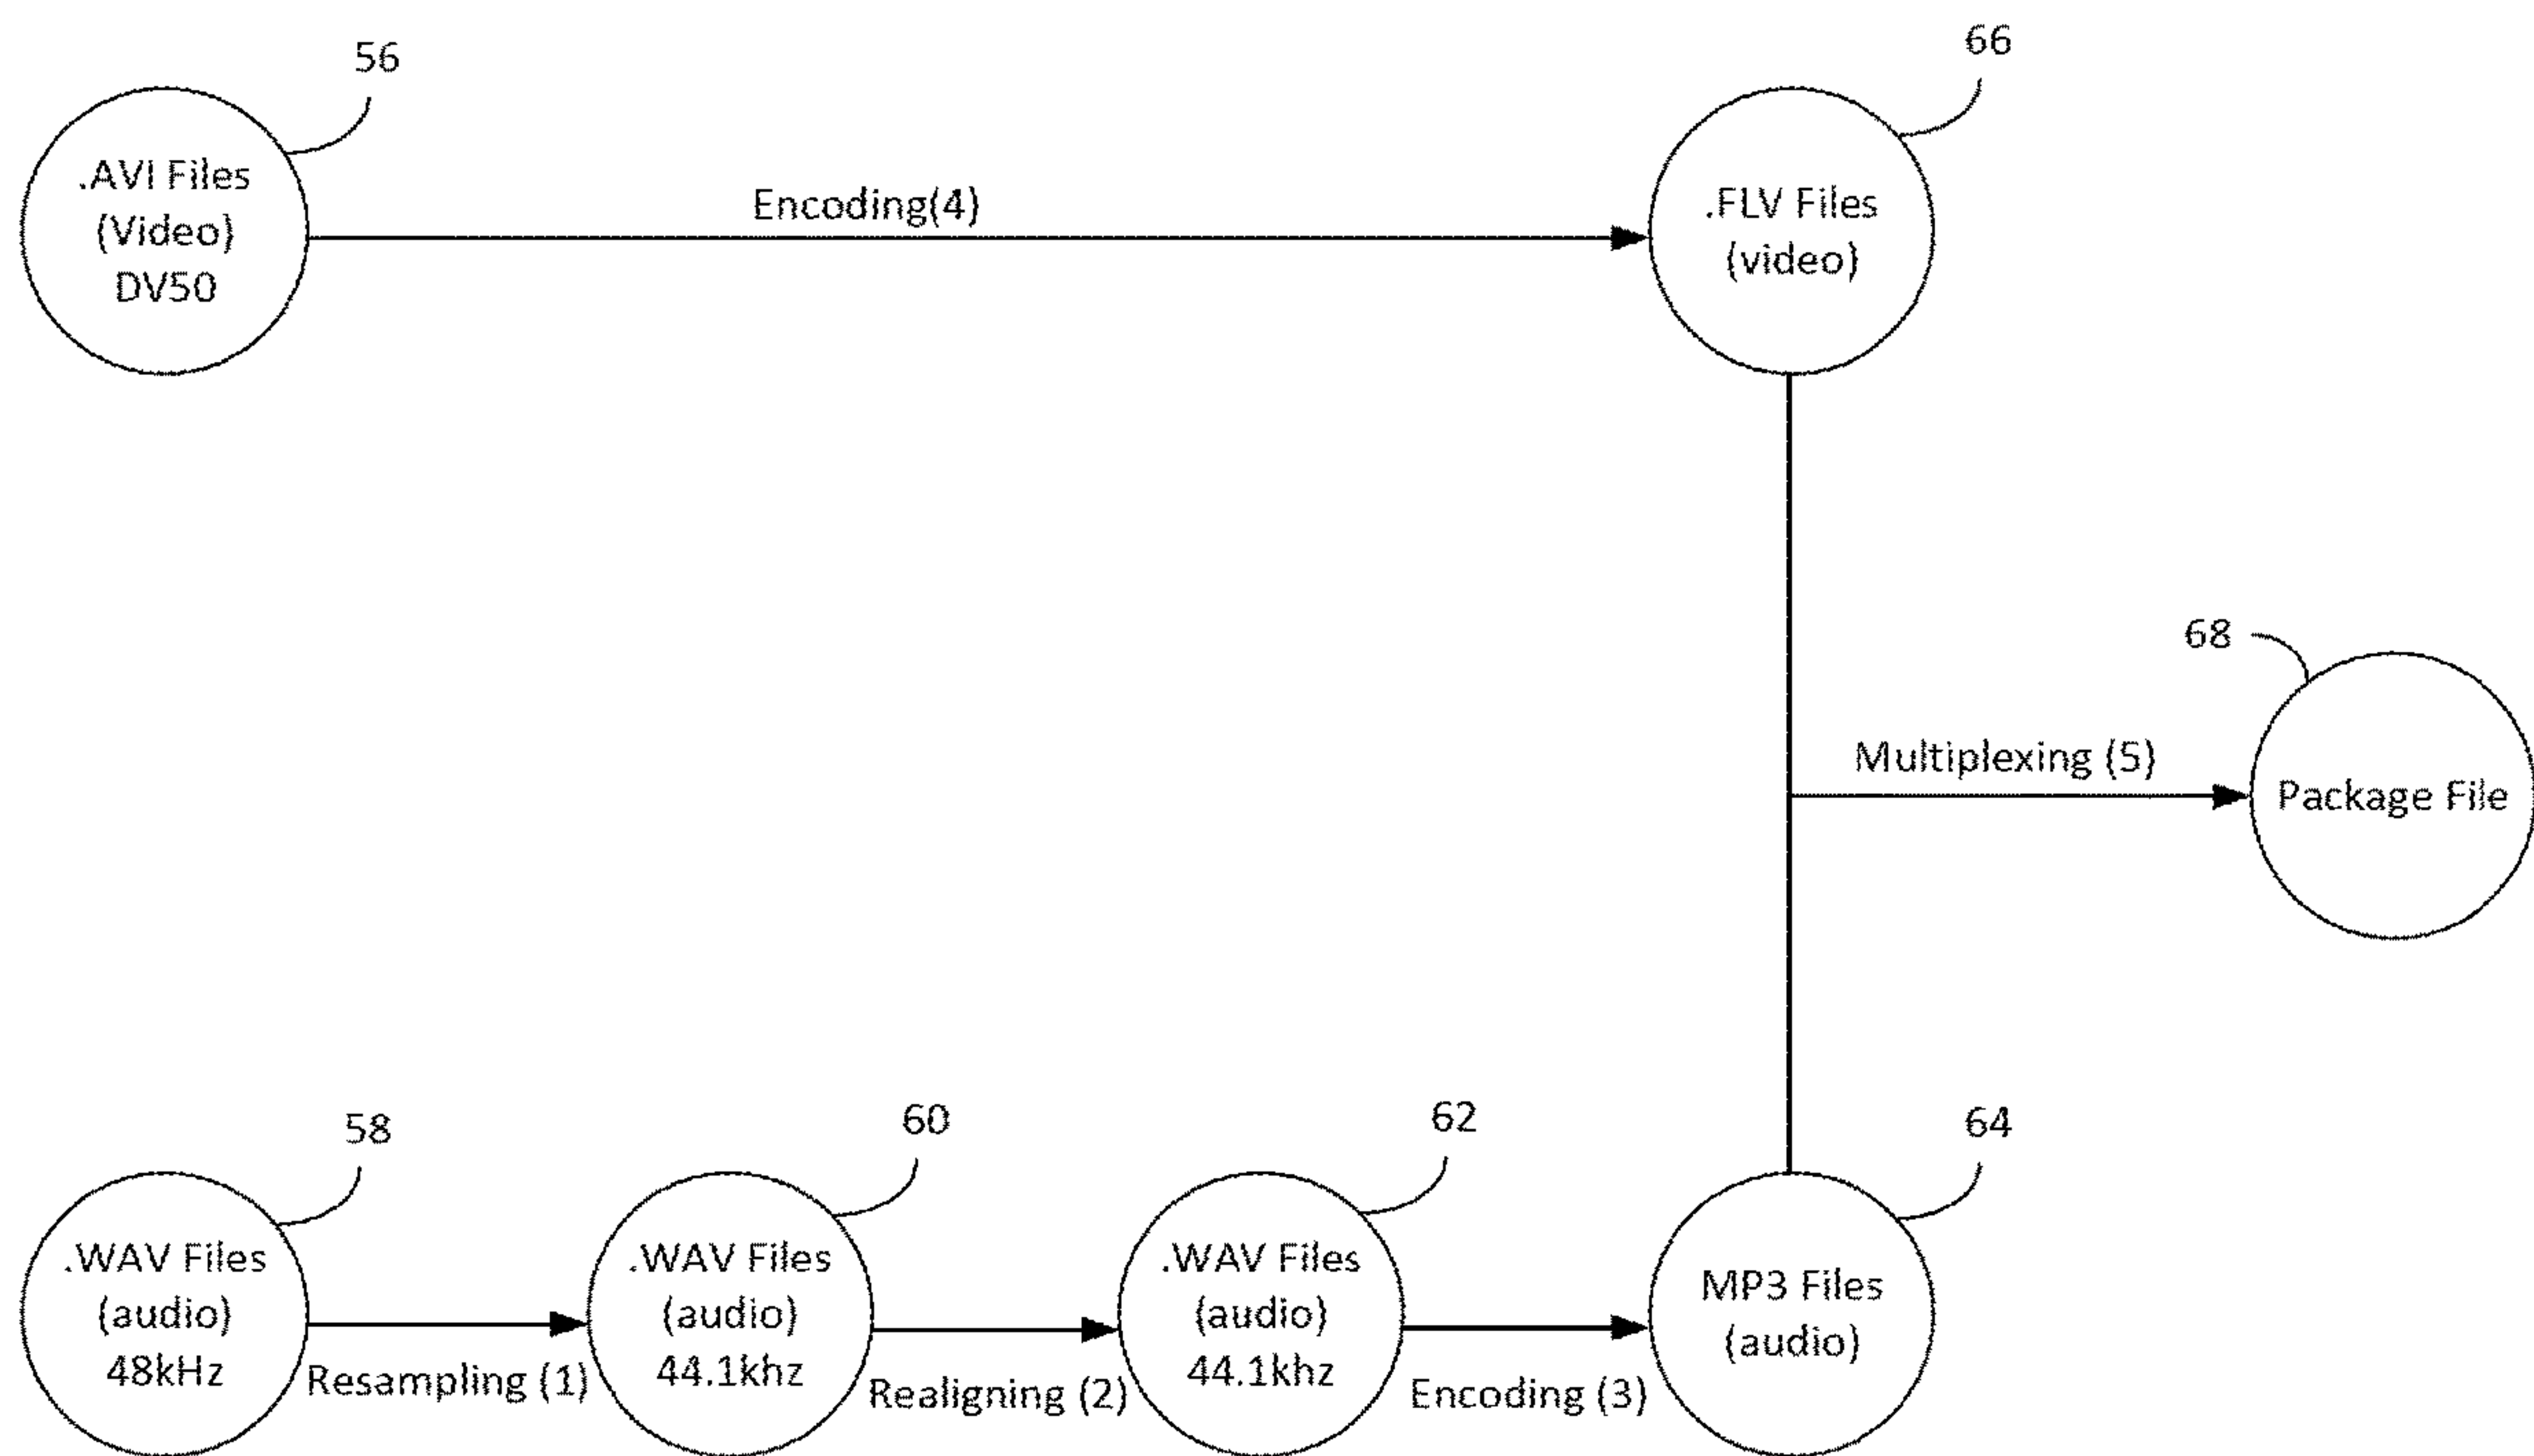 56
66
.AVI Files
(Video)
DV50
Encoding(4)
.FLV Files
(video)
68
Multiplexing (5)
Package File
58
60
62
64
.WAV Files
(audio)
48kHz
Resampling (1)
.WAV Files
(audio)
44.1khz
Realigning (2)
.WAV Files
(audio)
44.1khz
Encoding (3)
MP3 Files
(audio)